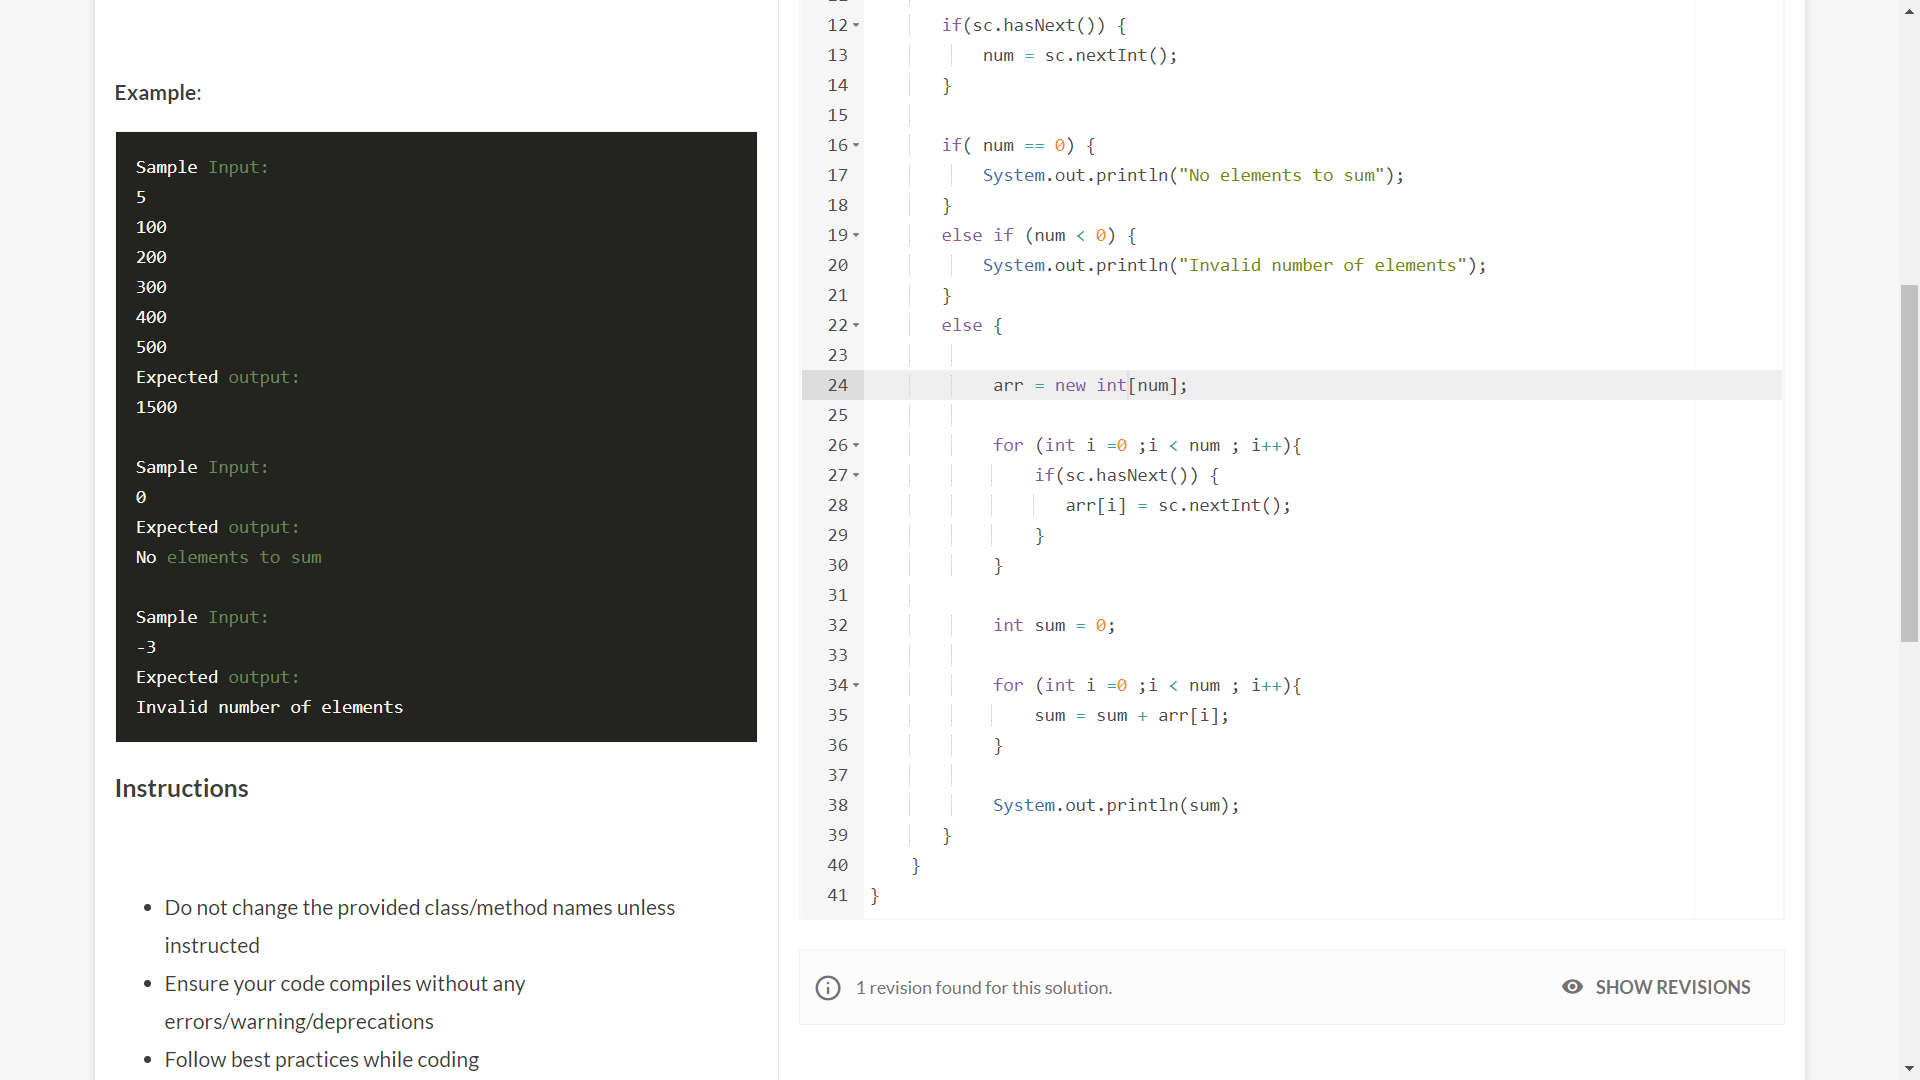 Example:
Sample Input:
5
100
200
300
400
500
Expected output:
1500
Sample Input:
0
Expected output:
No elements to sum
Sample Input:
-3
Expected output:
Invalid number of elements
Instructions
• Do not change the provided class/method names unless
instructed
• Ensure your code compiles without any
errors/warning/deprecations
• Follow best practices while coding
12 if(sc.hasNext()) {
13 num = sc.nextInt();
14 }
15
16 if( num == 0) {
17 System.out.println("No elements to sum");
18 }
19 else if (num < 0) {
20 System.out.println("Invalid number of elements");
21 }
22 else {
23
24 arr = new int[num];
25
26 for (int i =0 ;i < num ; i++){
27 if(sc.hasNext()) {
28 arr[i] = sc.nextInt();
29 }
30 }
31
32 int sum = 0;
33
34 for (int i =0 ;i < num ; i++){
35 sum = sum + arr[i];
36 }
37
38 System.out.println(sum);
39 }
40 }
41 }
1 revision found for this solution.
SHOW REVISIONS